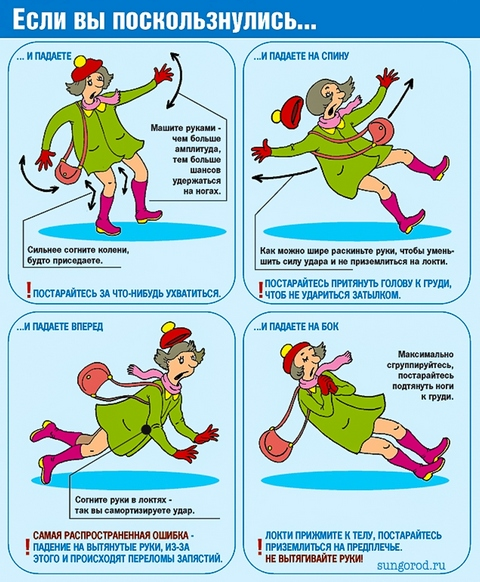 Если вы поскользнулись...
... И ПАДАЕТЕ
Машите руками -
чем больше
амплитуда,
тем больше
шансов
удержаться
на ногах.
Сильнее согните колени,
будто приседаете.
! ПОСТАРАЙТЕСЬ ЗА ЧТО-НИБУДЬ УХВАТИТЬСЯ.
... И ПАДАЕТЕ НА СПИНУ
Как можно шире раскиньте руки, чтобы умень-
шить силу удара и не приземлиться на локти.
! ПОСТАРАЙТЕСЬ ПРИТЯНУТЬ ГОЛОВУ К ГРУДИ,
ЧТОБ НЕ УДАРИТЬСЯ ЗАТЫЛКОМ.
...И ПАДАЕТЕ ВПЕРЕД
Согните руки в локтях -
так вы самортизируете удар.
! САМАЯ РАСПРОСТРАНЕННАЯ ОШИБКА -
ПАДЕНИЕ НА ВЫТЯНУТЫЕ РУКИ, ИЗ-ЗА
ЭТОГО И ПРОИСХОДЯТ ПЕРЕЛОМЫ ЗАПЯСТИЙ.
...И ПАДАЕТЕ НА БОК
Максимально
сгруппируйтесь,
постарайтесь
подтянуть ноги
к груди.
! ЛОКТИ ПРИЖМИТЕ К ТЕЛУ, ПОСТАРАЙТЕСЬ
ПРИЗЕМЛИТЬСЯ НА ПРЕДПЛЕЧЬЕ.
НЕ ВЫТЯГИВАЙТЕ РУКИ!
sungorod.ru